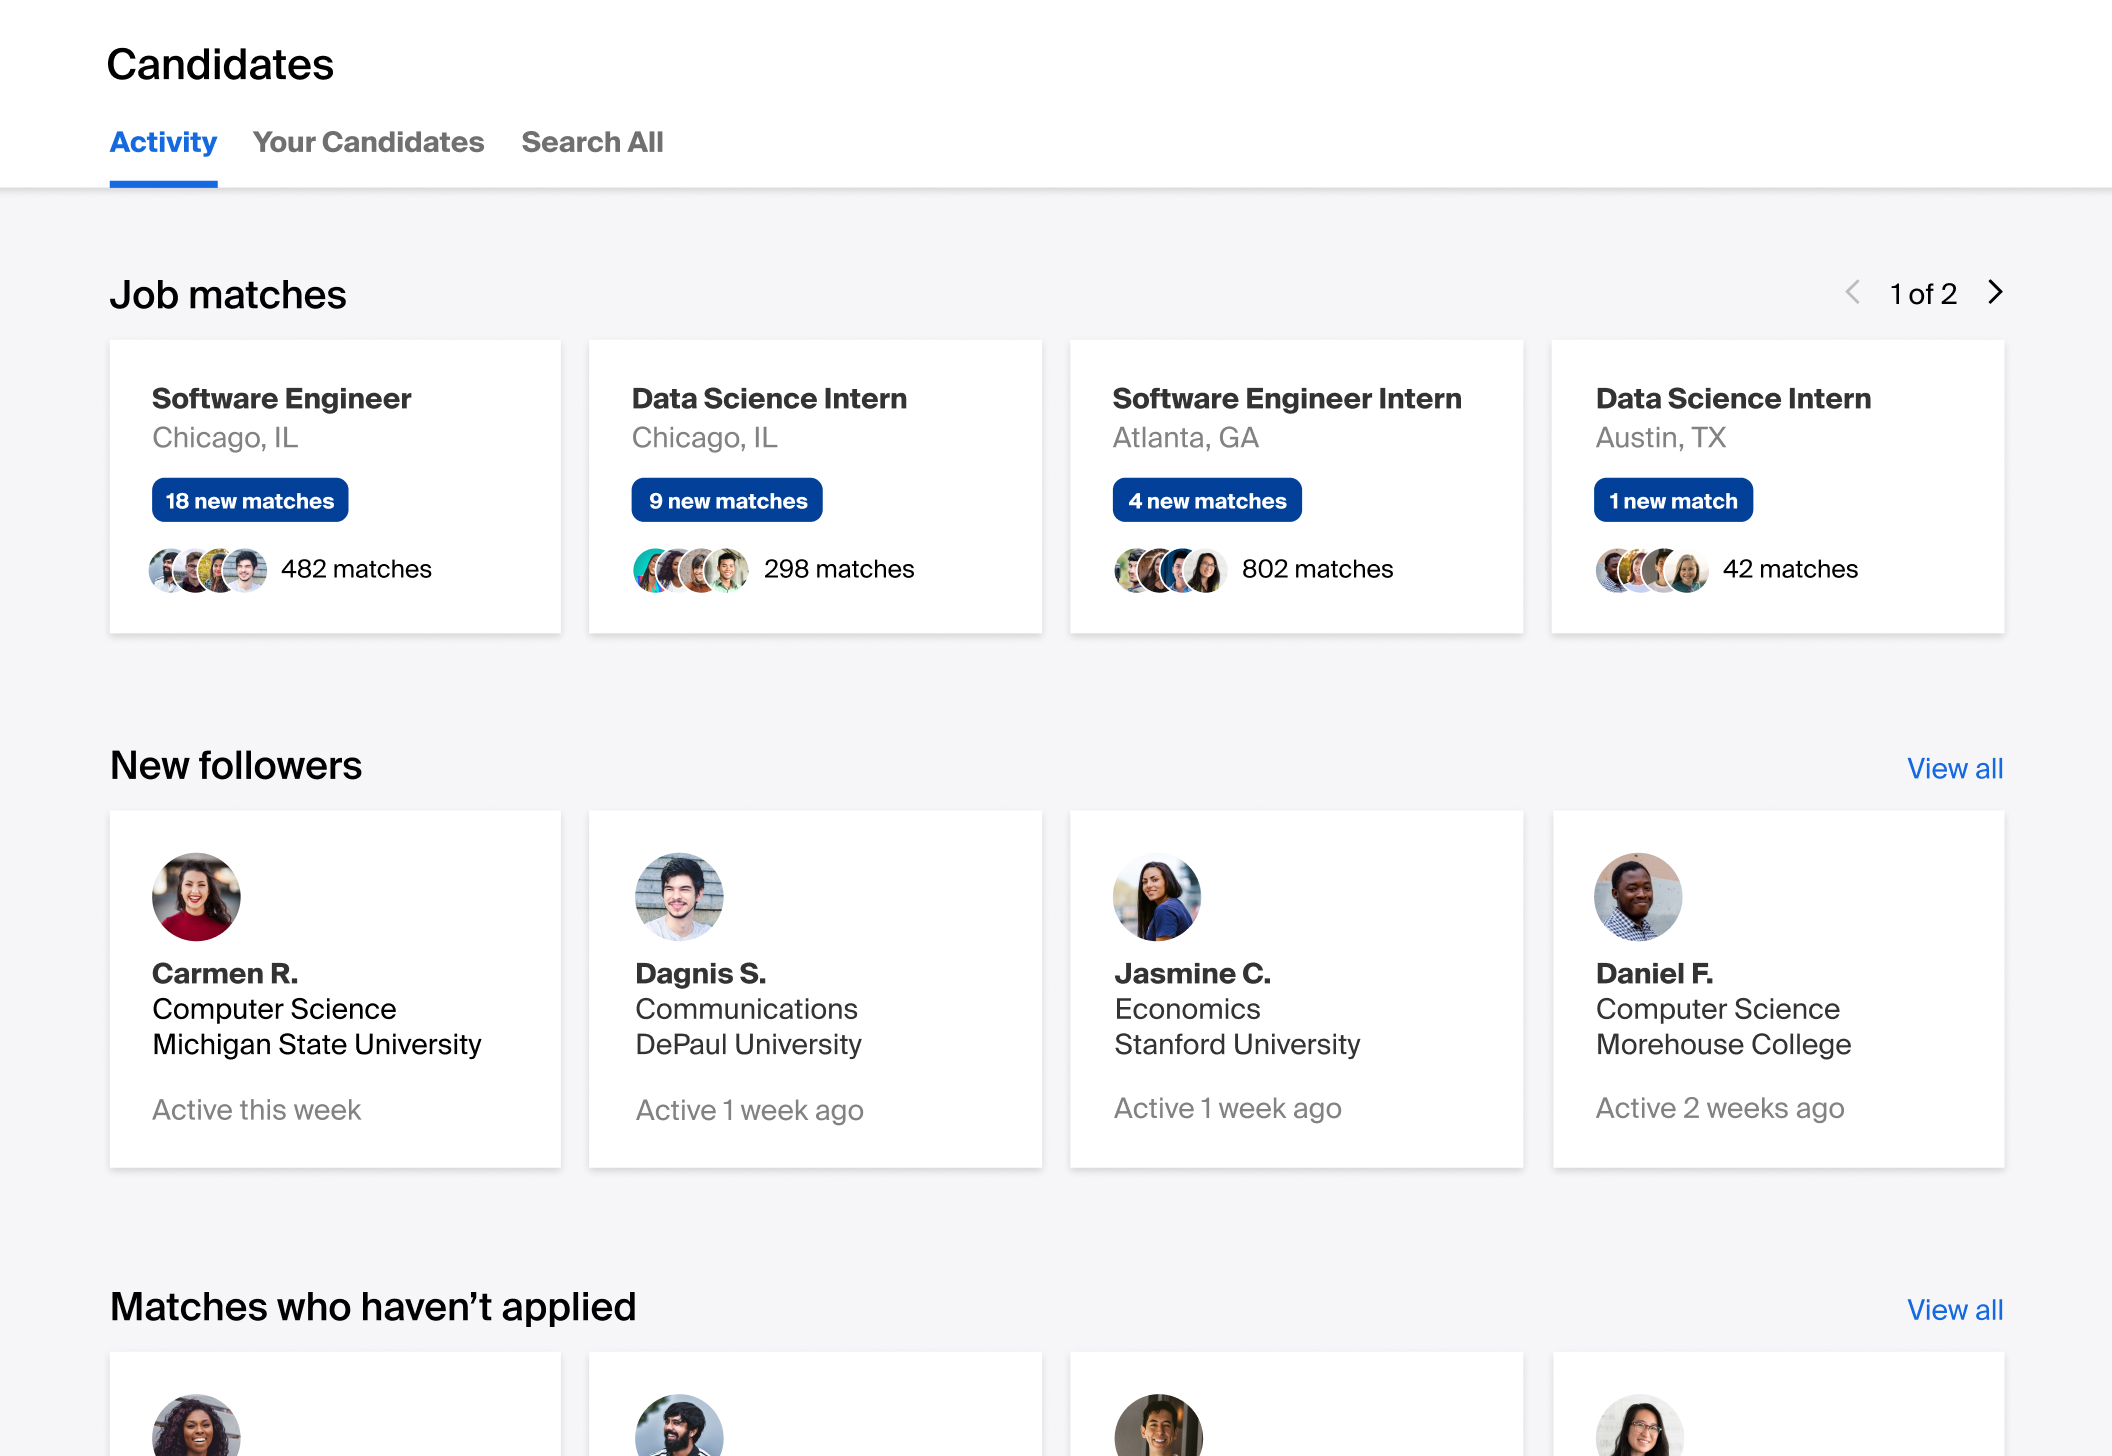 Candidates
Activity
Your Candidates
Search All
Job matches
1 of 2
Software Engineer
Chicago, IL
18 new matches
482 matches
Data Science Intern
Chicago, IL
9 new matches
298 matches
Software Engineer Intern
Atlanta, GA
4 new matches
802 matches
Data Science Intern
Austin, TX
1 new match
42 matches
New followers
View all
Carmen R.
Computer Science
Michigan State University
Active this week
Dagnis S.
Communications
DePaul University
Active 1 week ago
Jasmine C.
Economics
Stanford University
Active 1 week ago
Daniel F.
Computer Science
Morehouse College
Active 2 weeks ago
Matches who haven’t applied
View all